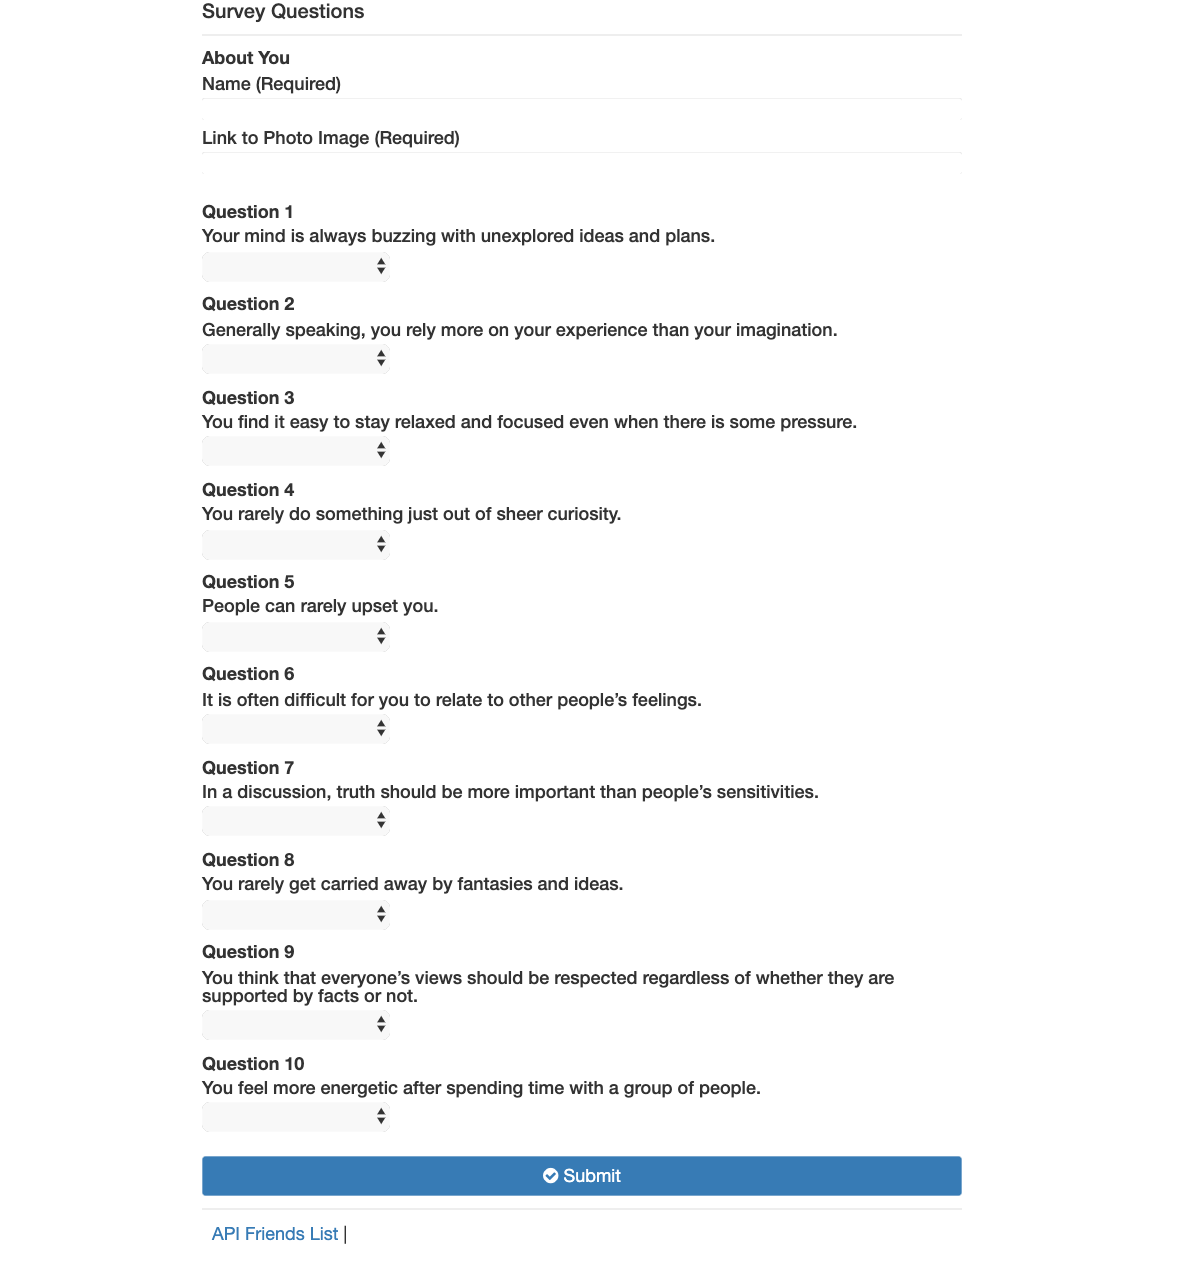 Survey Questions
About You
Name (Required)
Link to Photo Image (Required)
Question 1
Your mind is always buzzing with unexplored ideas and plans.
Question 2
Generally speaking, you rely more on your experience than your imagination.
Question 3
You find it easy to stay relaxed and focused even when there is some pressure.
Question 4
You rarely do something just out of sheer curiosity.
Question 5
People can rarely upset you.
Question 6
It is often difficult for you to relate to other people’s feelings.
Question 7
In a discussion, truth should be more important than people’s sensitivities.
Question 8
You rarely get carried away by fantasies and ideas.
Question 9
You think that everyone’s views should be respected regardless of whether they are
supported by facts or not.
Question 10
You feel more energetic after spending time with a group of people.
Submit
API Friends List |